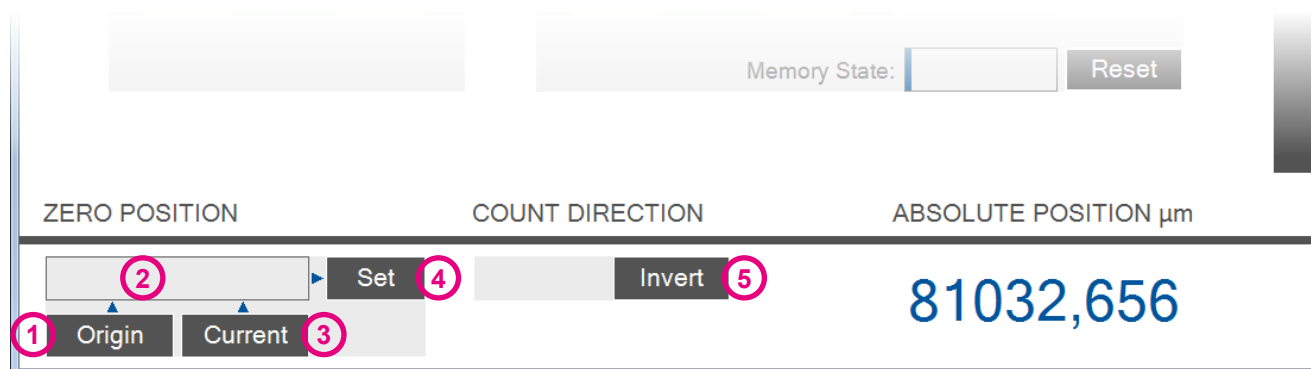 Memory State: Reset
ZERO POSITION COUNT DIRECTION ABSOLUTE POSITION µm
2 Set 4 Invert 5
81032,656
1 Origin Current 3